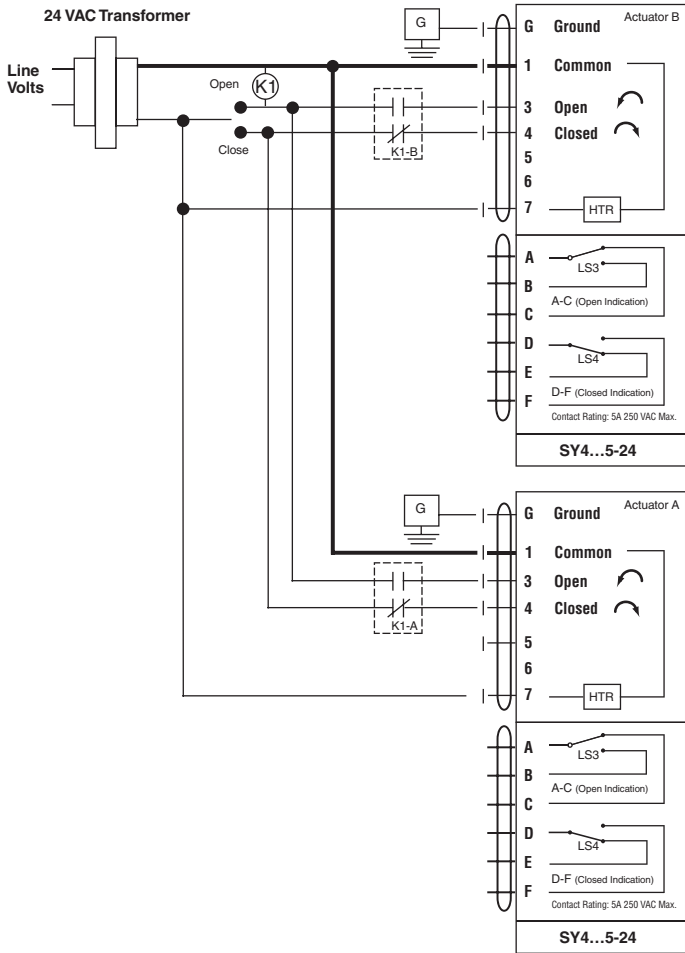 24 VAC Transformer
Line
Volts
Open
K1
Close
K1-B
G
Actuator B
G Ground
1 Common
3 Open
4 Closed
5
6
7 HTR
A
LS3
B
A-C (Open Indication)
C
D
LS4
E
D-F (Closed Indication)
F
Contact Rating: 5A 250 VAC Max.
SY4…5-24
G
Actuator A
G Ground
1 Common
3 Open
4 Closed
K1-A
5
6
7 HTR
A
LS3
B
A-C (Open Indication)
C
D
LS4
E
D-F (Closed Indication)
F
Contact Rating: 5A 250 VAC Max.
SY4…5-24